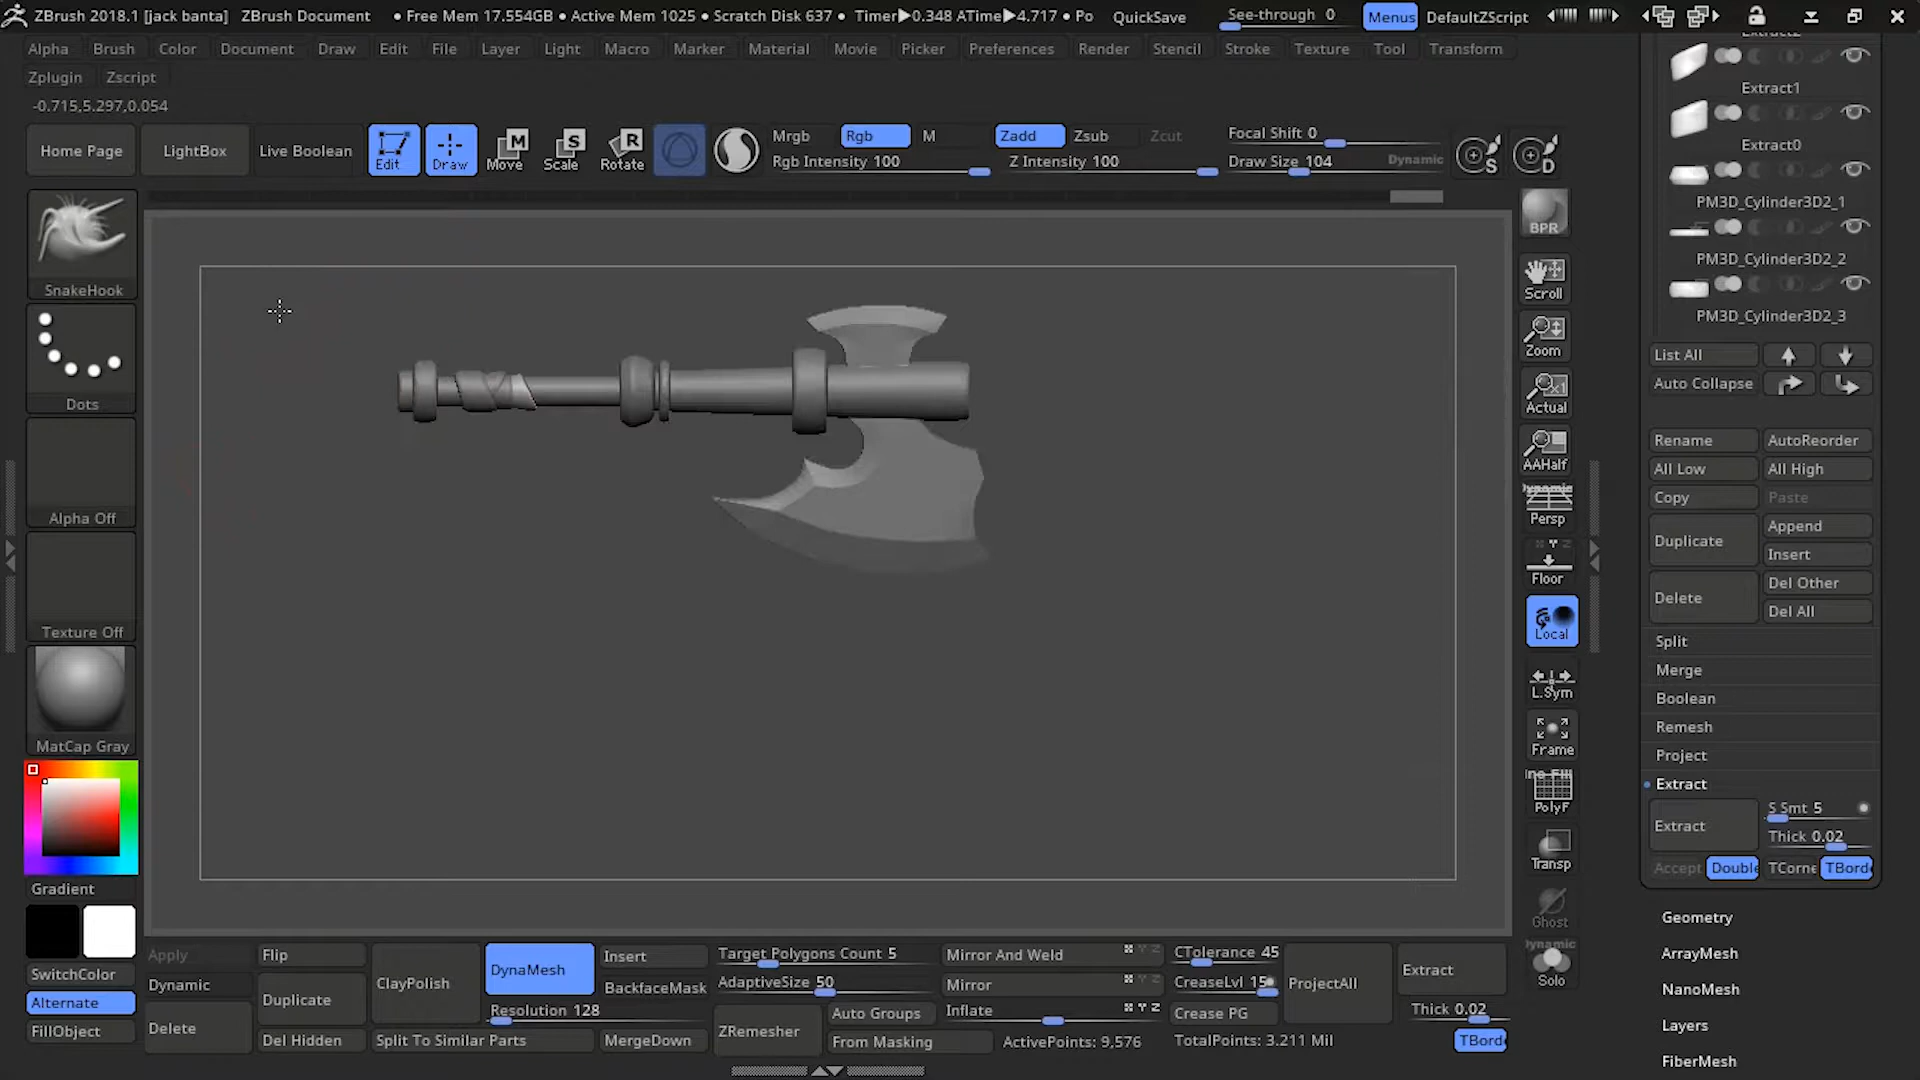 ZBrush 2018.1 [jack banta] ZBrush Document • Free Mem 17.554GB • Active Mem 1025 • Scratch Disk 637 • Timer▶0.348 ATime▶4.717 • Po QuickSave See-through 0 Menus DefaultZScript
Alpha Brush Color Document Draw Edit File Layer Light Macro Marker Material Movie Picker Preferences Render Stencil Stroke Texture Tool Transform
Zplugin Zscript
-0.715,5.297,0.054
Home Page LightBox Live Boolean Edit Draw Move Scale Rotate
Mrgb Rgb M Zadd Zsub Zcut Focal Shift 0
Rgb Intensity 100 Z Intensity 100 Draw Size 104 Dynamic
S D
SnakeHook
Dots
Alpha Off
Texture Off
MatCap Gray
Gradient
SwitchColor
Alternate
FillObject
BPR
Scroll
Zoom
Actual
AAHalf
Dynamic
Persp
Floor
Local
L.Sym
Frame
PolyF
Transp
Ghost
Dynamic
Solo
Extract1
Extract0
PM3D_Cylinder3D2_1
PM3D_Cylinder3D2_2
PM3D_Cylinder3D2_3
List All
Auto Collapse
Rename AutoReorder
All Low All High
Copy Paste
Duplicate Append
Insert
Delete Del Other
Del All
Split
Merge
Boolean
Remesh
Project
Extract
Extract S Smt 5
Thick 0.02
Accept Double TCorne TBord
Geometry
ArrayMesh
NanoMesh
Layers
FiberMesh
Apply Flip ClayPolish DynaMesh Insert Target Polygons Count 5 Mirror And Weld CTolerance 45 Extract
Dynamic Duplicate BackfaceMask AdaptiveSize 50 Mirror CreaseLvl 15 ProjectAll
Resolution 128 ZRemesher Auto Groups Inflate Crease PG Thick 0.02
Delete Del Hidden Split To Similar Parts MergeDown From Masking ActivePoints: 9,576 TotalPoints: 3.211 Mil TBord